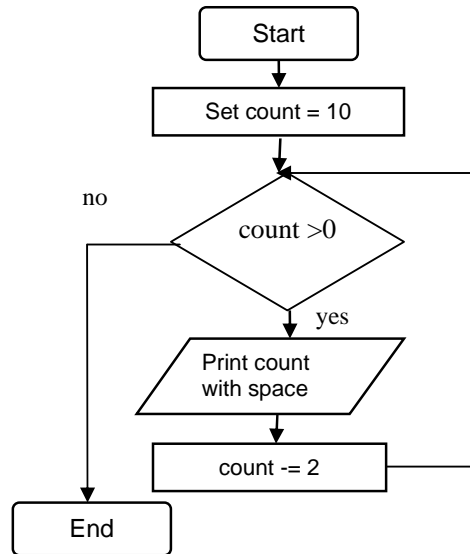 Start
Set count = 10
no
count >0
yes
Print count
with space
count -= 2
End